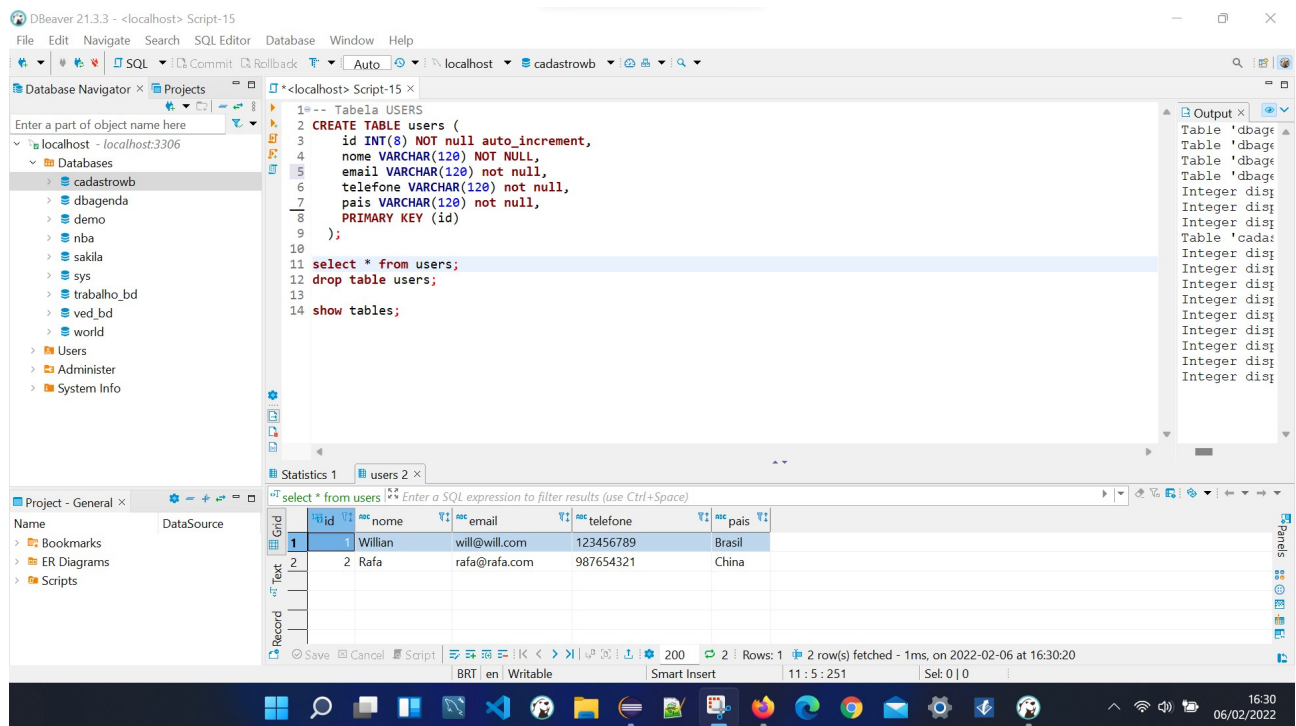 DBeaver 21.3.3 - <localhost> Script-15
File Edit Navigate Search SQL Editor Database Window Help
SQL Commit Rollback Auto localhost cadastrowb
Database Navigator Projects
*<localhost> Script-15
Enter a part of object name here
localhost - localhost:3306
Databases
cadastrowb
dbagenda
demo
nba
sakila
sys
trabalho_bd
ved_bd
world
Users
Administer
System Info
1 -- Tabela USERS
2 CREATE TABLE users (
3 id INT(8) NOT null auto_increment,
4 nome VARCHAR(120) NOT NULL,
5 email VARCHAR(120) not null,
6 telefone VARCHAR(120) not null,
7 pais VARCHAR(120) not null,
8 PRIMARY KEY (id)
9 );
10
11 select * from users;
12 drop table users;
13
14 show tables;
Output
Table 'dbage
Table 'dbage
Table 'dbage
Table 'dbage
Integer disp
Integer disp
Integer disp
Table 'cadas
Integer disp
Integer disp
Integer disp
Integer disp
Integer disp
Integer disp
Integer disp
Integer disp
Integer disp
Project - General
Name DataSource
Bookmarks
ER Diagrams
Scripts
Statistics 1 users 2
select * from users Enter a SQL expression to filter results (use Ctrl+Space)
Grid
Text
Record
id nome email telefone pais
1 1 Willian will@will.com 123456789 Brasil
2 2 Rafa rafa@rafa.com 987654321 China
Panels
Save Cancel Script 200 2 Rows: 1 2 row(s) fetched - 1ms, on 2022-02-06 at 16:30:20
BRT en Writable Smart Insert 11 : 5 : 251 Sel: 0 | 0
16:30
06/02/2022